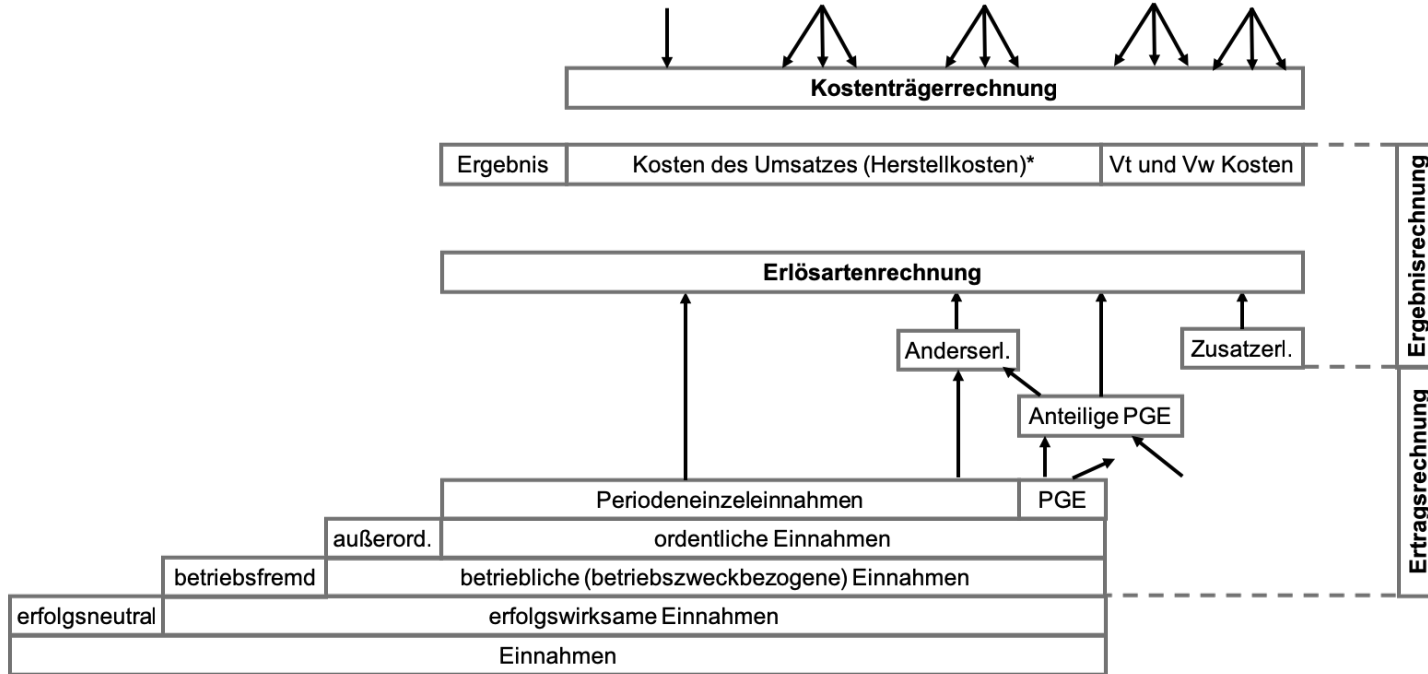 Kostenträgerrechnung
Ergebnis
Kosten des Umsatzes (Herstellkosten)*
Vt und Vw Kosten
Ergebnisrechnung
Erlösartenrechnung
Anderserl.
Zusatzerl.
Anteilige PGE
Ertragsrechnung
Periodeneinzeleinnahmen
PGE
außerord.
ordentliche Einnahmen
betriebsfremd
betriebliche (betriebszweckbezogene) Einnahmen
erfolgsneutral
erfolgswirksame Einnahmen
Einnahmen